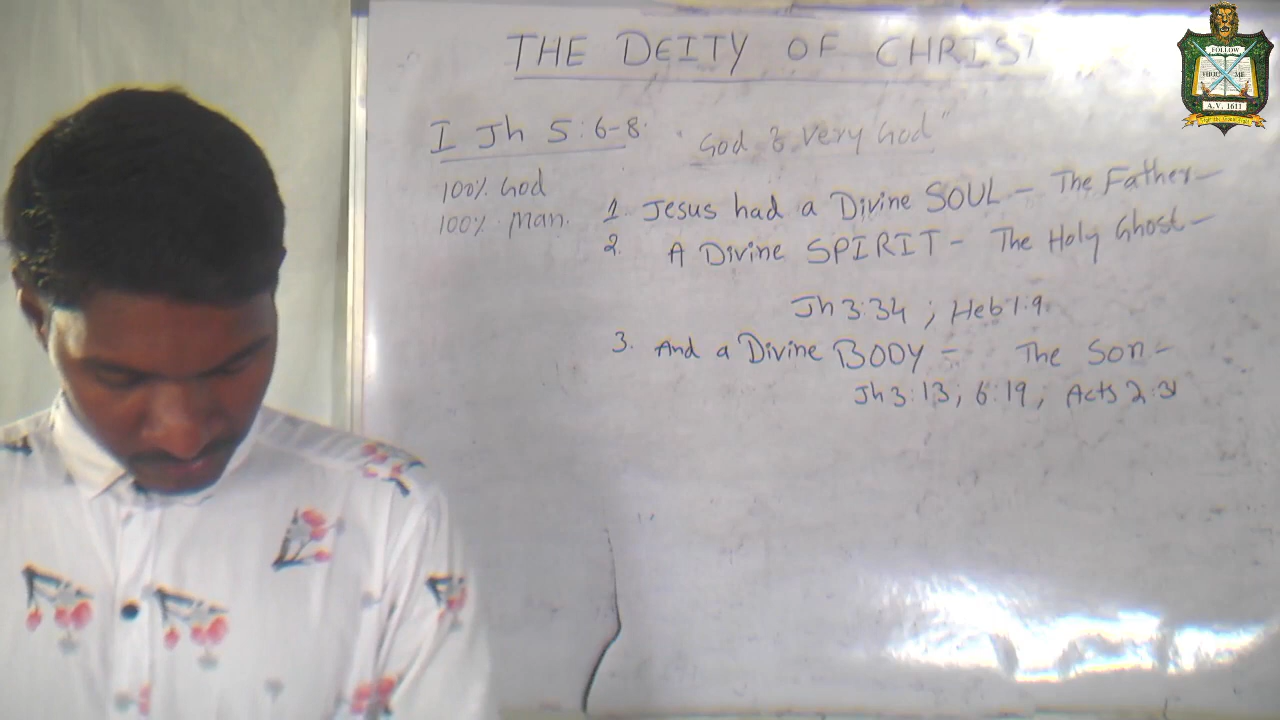 THE DEITY OF CHRIST
I Jh 5:6-8.
"God & very God"
100% God
100% Man.
1. Jesus had a Divine SOUL - The Father -
2. A Divine SPIRIT - The Holy Ghost -
Jh 3:34 ; Heb 1:9.
3. And a Divine BODY - The Son -
Jh 3:13; 6:19; Acts 2:31
FOLLOW
THOU ME
A.V. 1611